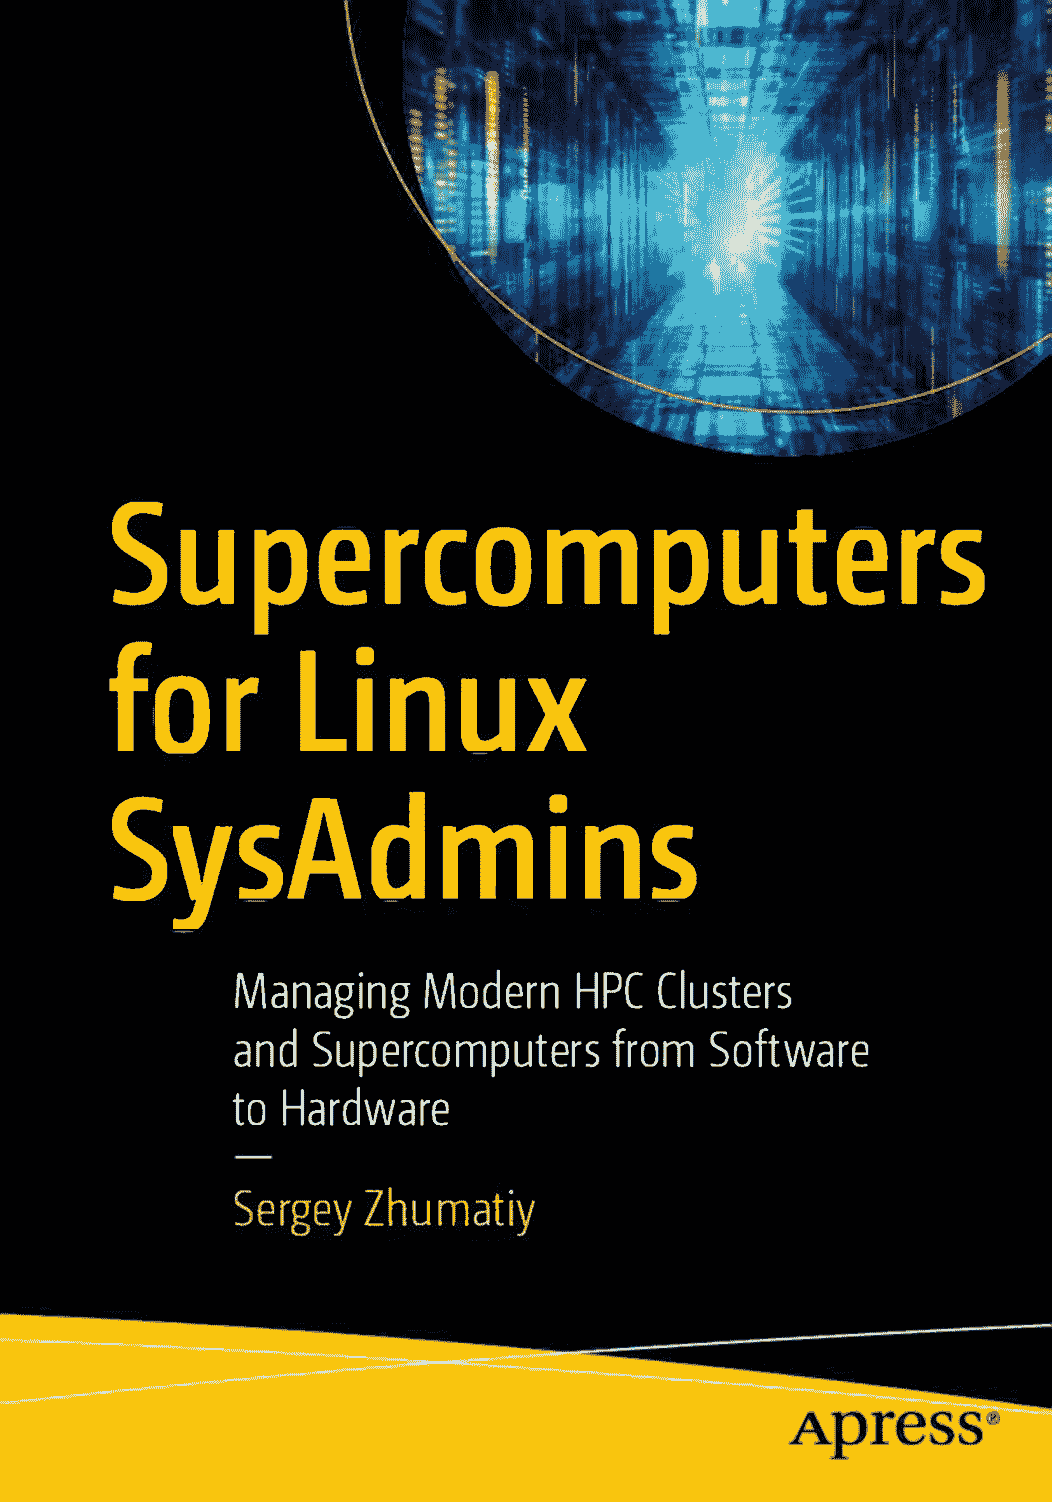 Supercomputers
for Linux
SysAdmins
Managing Modern HPC Clusters
and Supercomputers from Software
to Hardware
—
Sergey Zhumatiy
Apress®